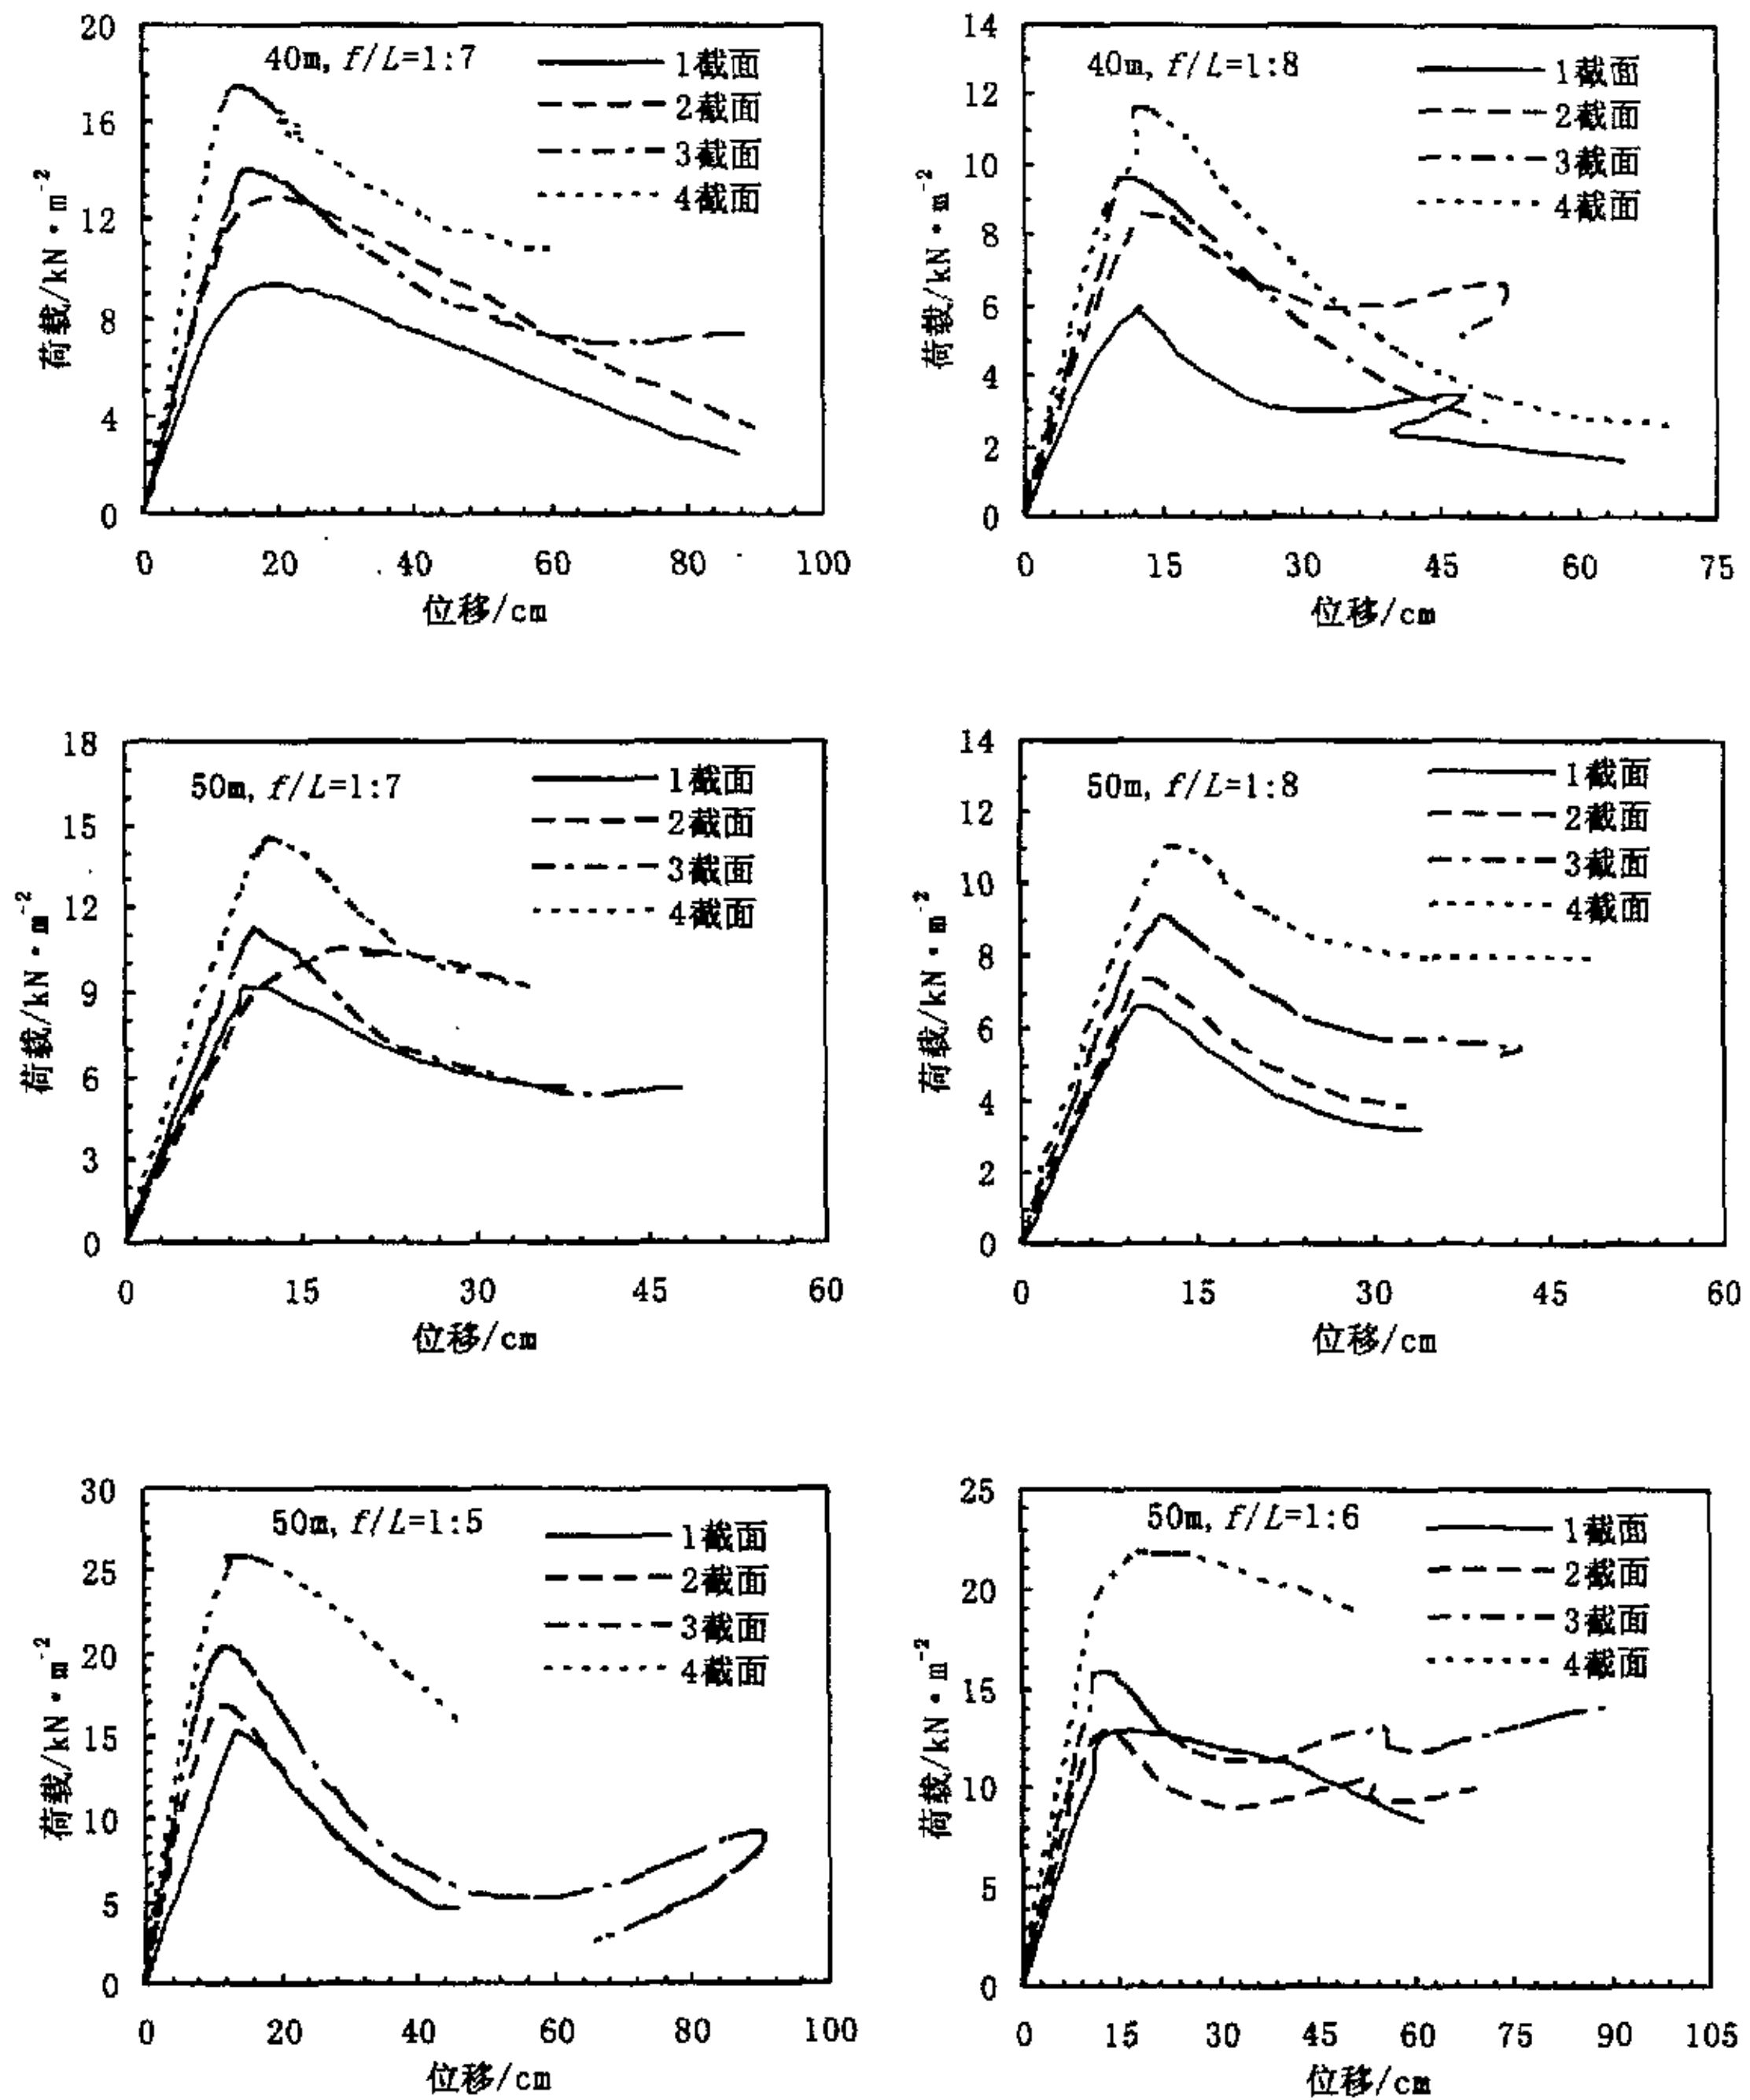 40m, f/L=1:7
1截面
2截面
3截面
4截面
荷载/kN·m⁻²
20
16
12
8
4
0
0 20 40 60 80 100
位移/cm
40m, f/L=1:8
1截面
2截面
3截面
4截面
荷载/kN·m⁻²
14
12
10
8
6
4
2
0
0 15 30 45 60 75
位移/cm
50m, f/L=1:7
1截面
2截面
3截面
4截面
荷载/kN·m⁻²
18
15
12
9
6
3
0
0 15 30 45 60
位移/cm
50m, f/L=1:8
1截面
2截面
3截面
4截面
荷载/kN·m⁻²
14
12
10
8
6
4
2
0
0 15 30 45 60
位移/cm
50m, f/L=1:5
1截面
2截面
3截面
4截面
荷载/kN·m⁻²
30
25
20
15
10
5
0
0 20 40 60 80 100
位移/cm
50m, f/L=1:6
1截面
2截面
3截面
4截面
荷载/kN·m⁻²
25
20
15
10
5
0
0 15 30 45 60 75 90 105
位移/cm